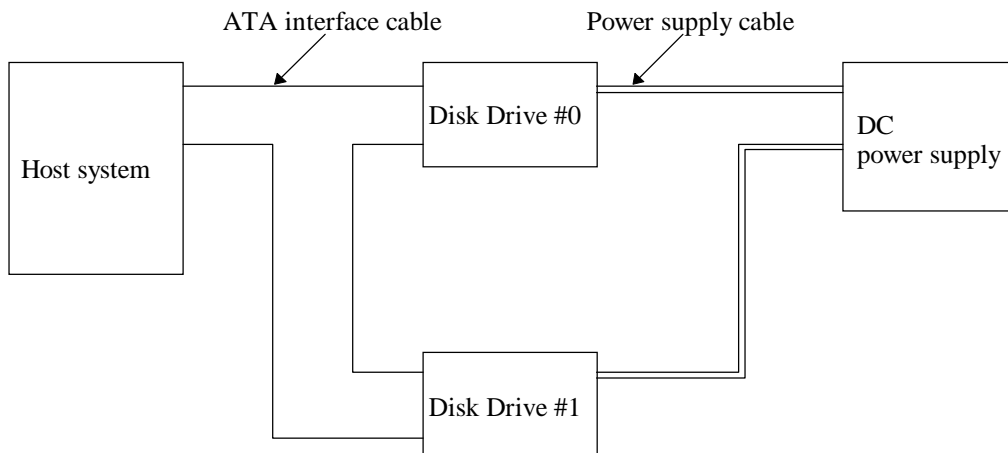 ATA interface cable
Power supply cable
Host system
Disk Drive #0
DC
power supply
Disk Drive #1